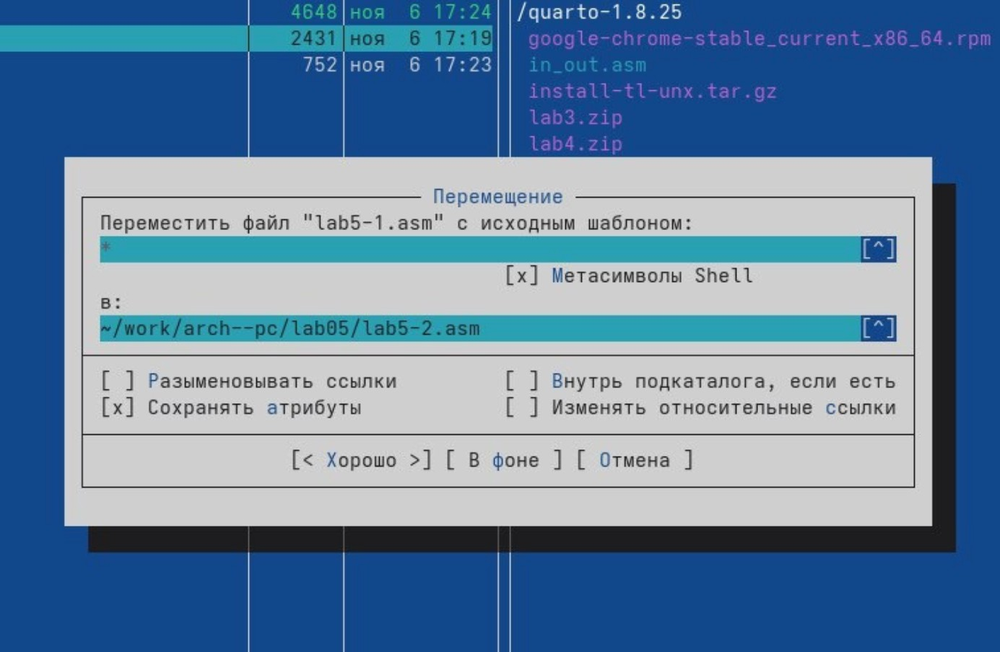 4648 ноя 6 17:24 /quarto-1.8.25
2431 ноя 6 17:19 google-chrome-stable_current_x86_64.rpm
752 ноя 6 17:23 in_out.asm
install-tl-unx.tar.gz
lab3.zip
lab4.zip
Перемещение
Переместить файл "lab5-1.asm" с исходным шаблоном:
* [^]
[x] Метасимволы Shell
в:
~/work/arch--pc/lab05/lab5-2.asm [^]
[ ] Разыменовывать ссылки [ ] Внутрь подкаталога, если есть
[x] Сохранять атрибуты [ ] Изменять относительные ссылки
[< Хорошо >] [ В фоне ] [ Отмена ]